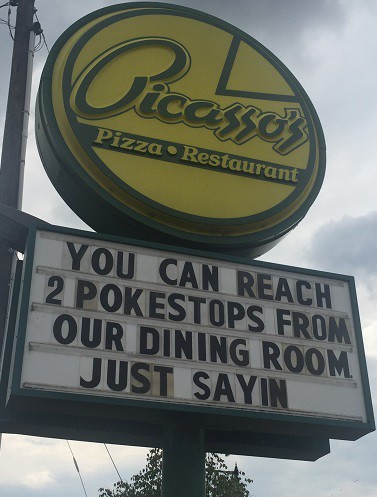 Picasso's
Pizza • Restaurant
YOU CAN REACH
2 POKESTOPS FROM
OUR DINING ROOM.
JUST SAYIN